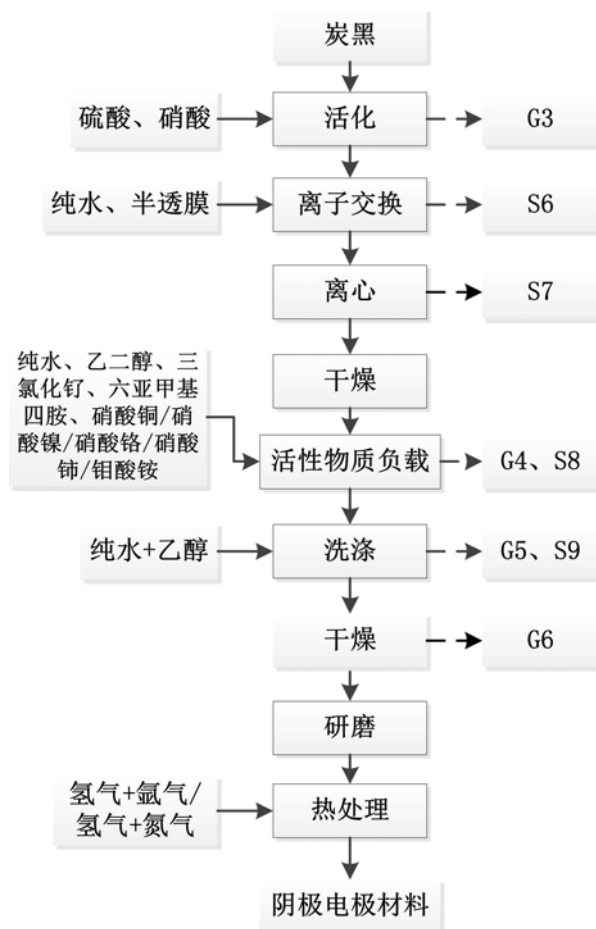 炭黑
硫酸、硝酸
活化
G3
纯水、半透膜
离子交换
S6
离心
S7
干燥
纯水、乙二醇、三
氯化钌、六亚甲基
四胺、硝酸铜/硝
酸镍/硝酸铬/硝酸
铈/钼酸铵
活性物质负载
G4、S8
纯水+乙醇
洗涤
G5、S9
干燥
G6
研磨
氢气+氩气/
氢气+氮气
热处理
阴极电极材料